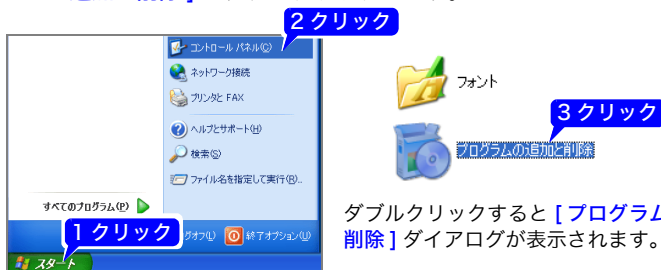 2 クリック
コントロール パネル(C)
ネットワーク接続
プリンタと FAX
ヘルプとサポート(H)
検索(S)
ファイル名を指定して実行(R)...
すべてのプログラム(P)
1 クリック
グオフ(L)
終了オプション(U)
スタート
フォント
3 クリック
プログラムの追加と削除
ダブルクリックすると [ プログラム
削除 ] ダイアログが表示されます。